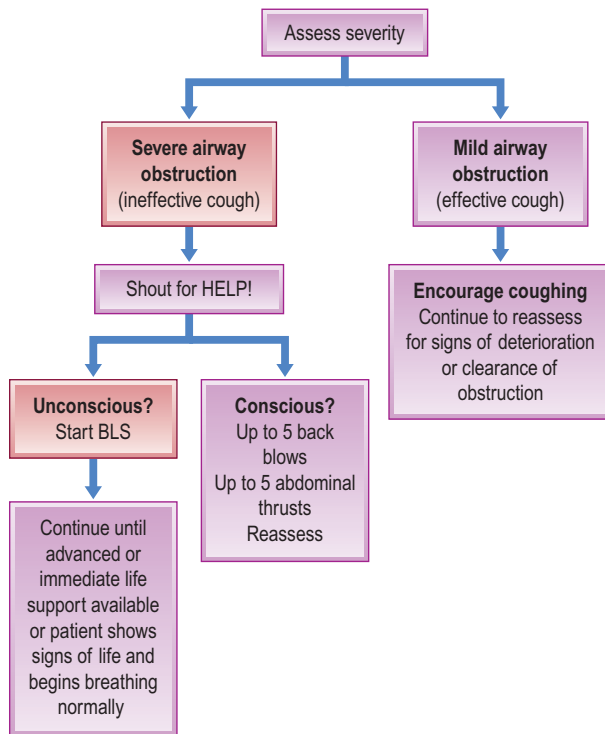 Assess severity
Severe airway
obstruction
(ineffective cough)
Mild airway
obstruction
(effective cough)
Shout for HELP!
Encourage coughing
Continue to reassess
for signs of deterioration
or clearance of
obstruction
Unconscious?
Start BLS
Conscious?
Up to 5 back
blows
Up to 5 abdominal
thrusts
Reassess
Continue until
advanced or
immediate life
support available
or patient shows
signs of life and
begins breathing
normally